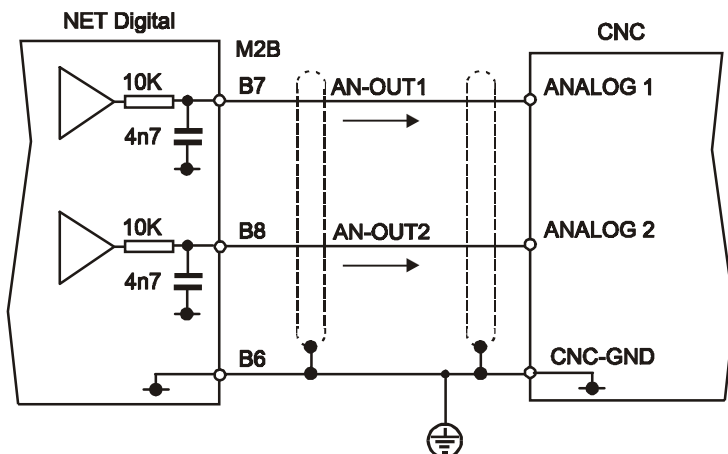 NET Digital
CNC
M2B
10K
B7
AN-OUT1
ANALOG 1
4n7
10K
B8
AN-OUT2
ANALOG 2
4n7
B6
CNC-GND